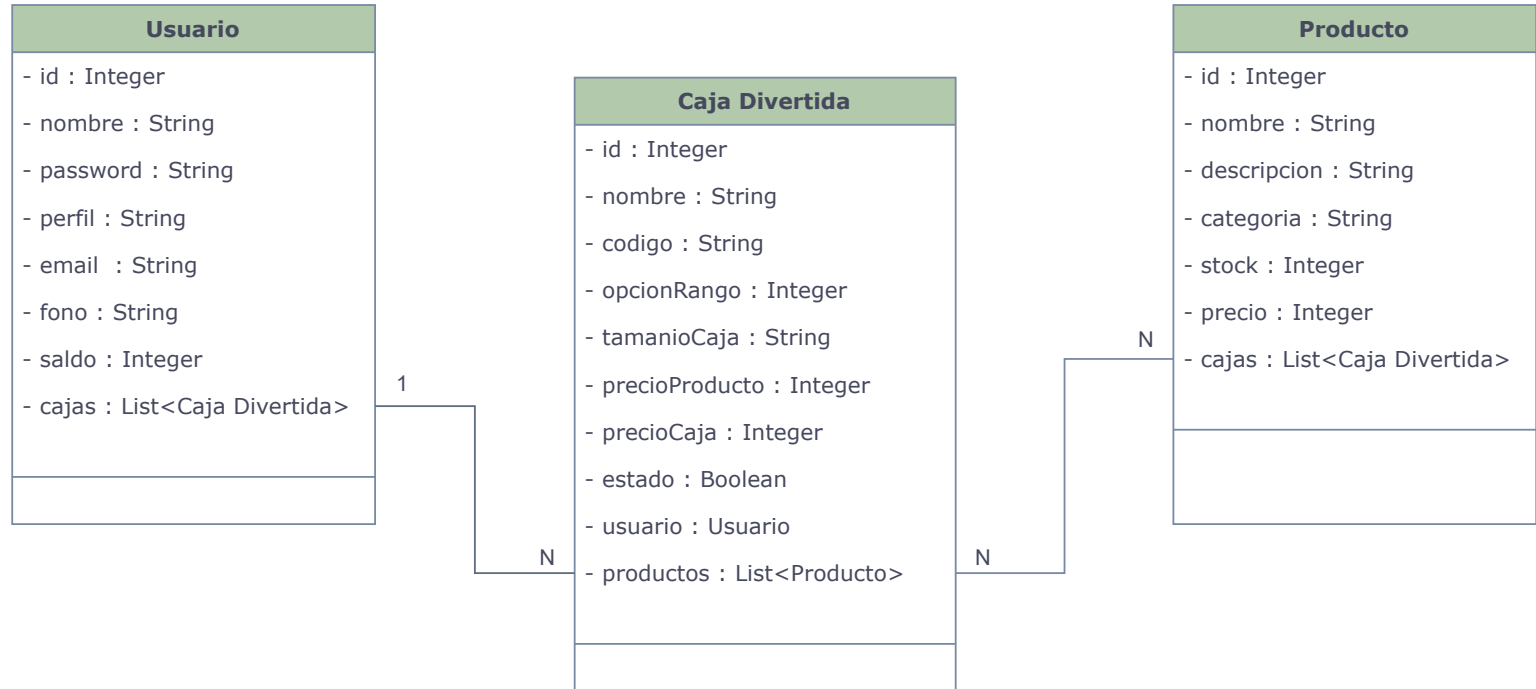 Usuario
- id : Integer
- nombre : String
- password : String
- perfil : String
- email  : String
- fono : String
- saldo : Integer
- cajas : List<Caja Divertida>
1
N
Caja Divertida
- id : Integer
- nombre : String
- codigo : String
- opcionRango : Integer
- tamanioCaja : String
- precioProducto : Integer
- precioCaja : Integer
- estado : Boolean
- usuario : Usuario
- productos : List<Producto>
N
N
Producto
- id : Integer
- nombre : String
- descripcion : String
- categoria : String
- stock : Integer
- precio : Integer
- cajas : List<Caja Divertida>